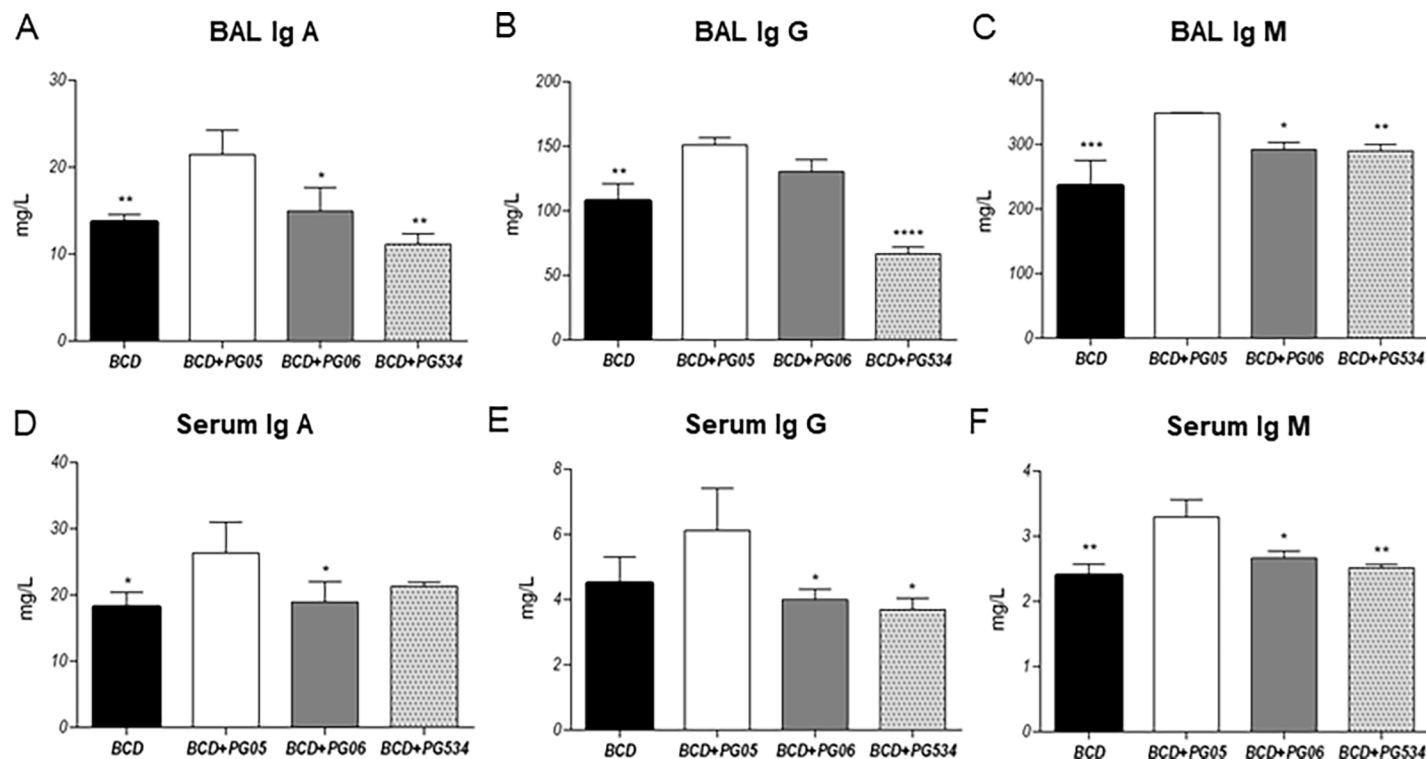 A
BAL Ig A
mg/L
30
20
10
0
**
*
**
BCD
BCD+PG05
BCD+PG06
BCD+PG534
B
BAL Ig G
mg/L
200
150
100
50
0
**
****
BCD
BCD+PG05
BCD+PG06
BCD+PG534
C
BAL Ig M
mg/L
400
300
200
100
0
***
*
**
BCD
BCD+PG05
BCD+PG06
BCD+PG534
D
Serum Ig A
mg/L
40
30
20
10
0
*
*
BCD
BCD+PG05
BCD+PG06
BCD+PG534
E
Serum Ig G
mg/L
8
6
4
2
0
*
*
BCD
BCD+PG05
BCD+PG06
BCD+PG534
F
Serum Ig M
mg/L
4
3
2
1
0
**
*
**
BCD
BCD+PG05
BCD+PG06
BCD+PG534